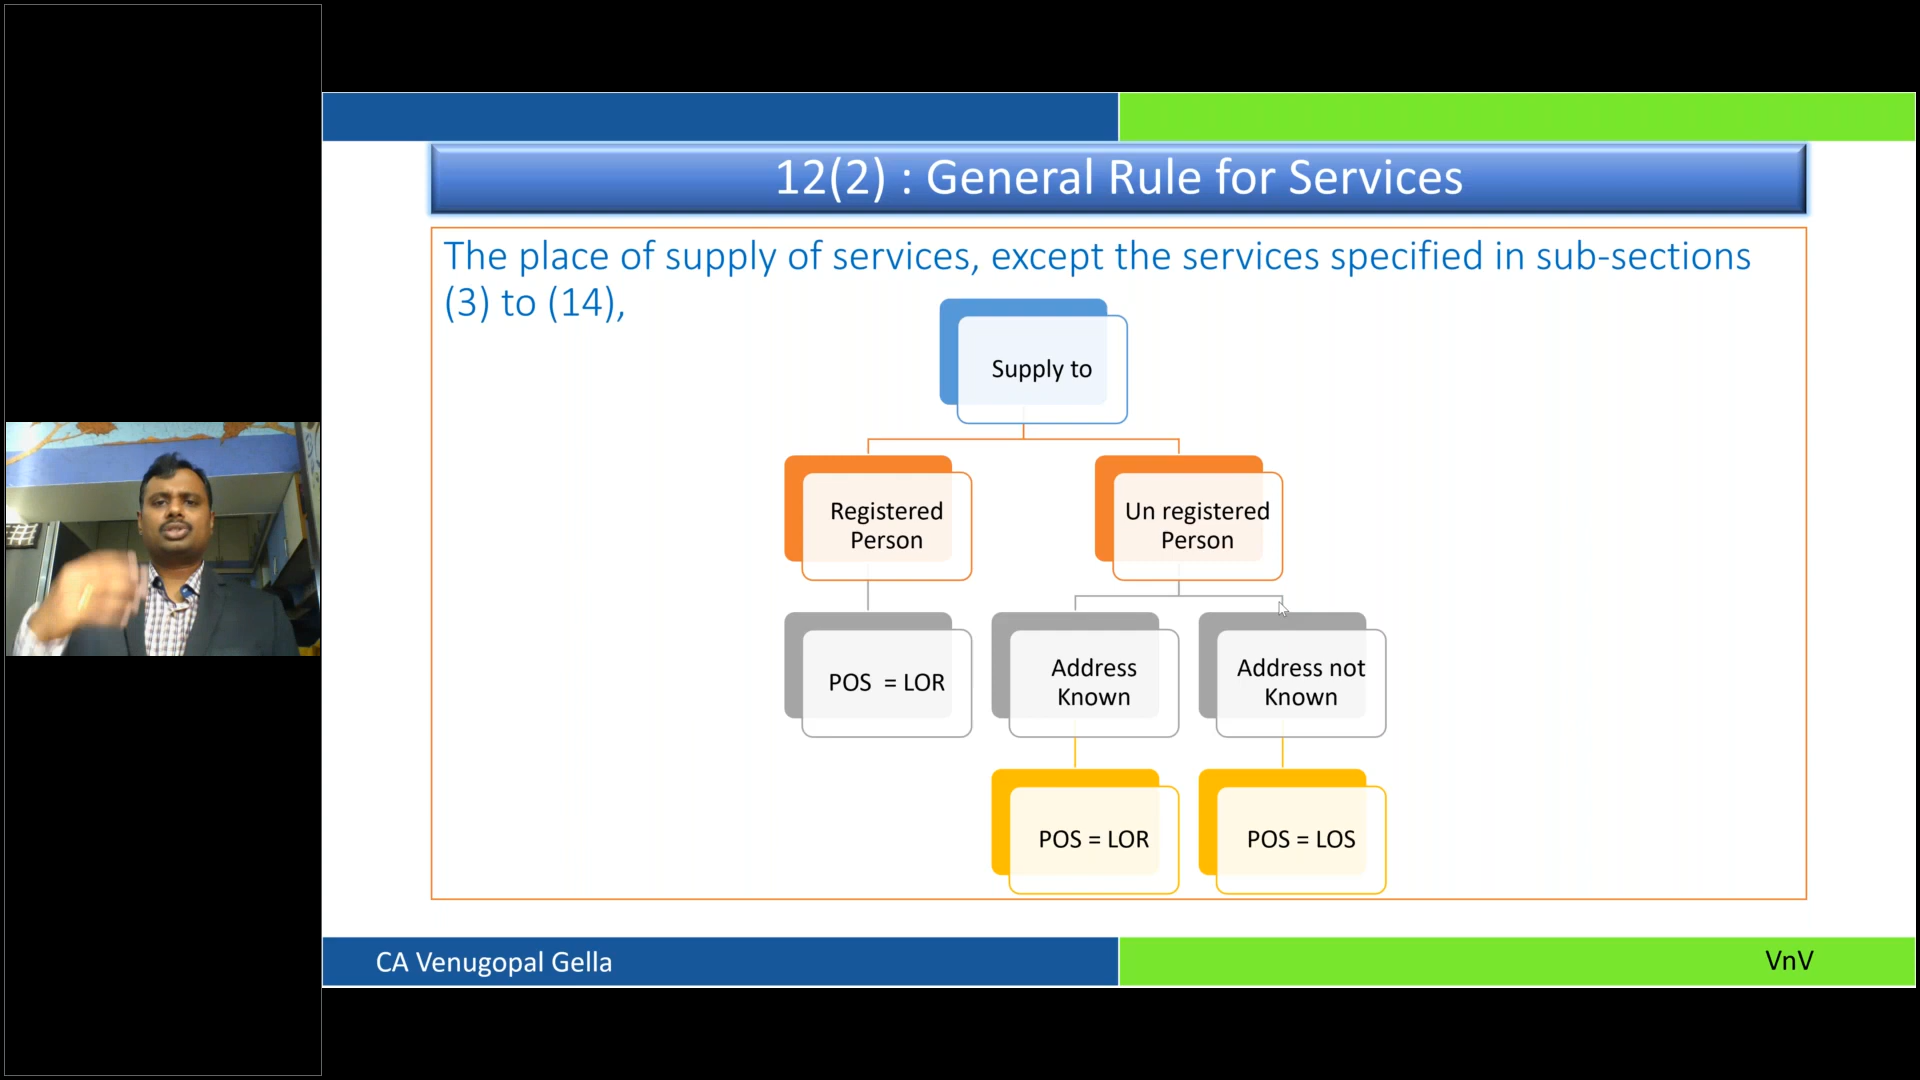 12(2) : General Rule for Services
The place of supply of services, except the services specified in sub-sections
(3) to (14),
Supply to
Registered
Person
Un registered
Person
POS = LOR
Address
Known
Address not
Known
POS = LOR
POS = LOS
CA Venugopal Gella
VnV